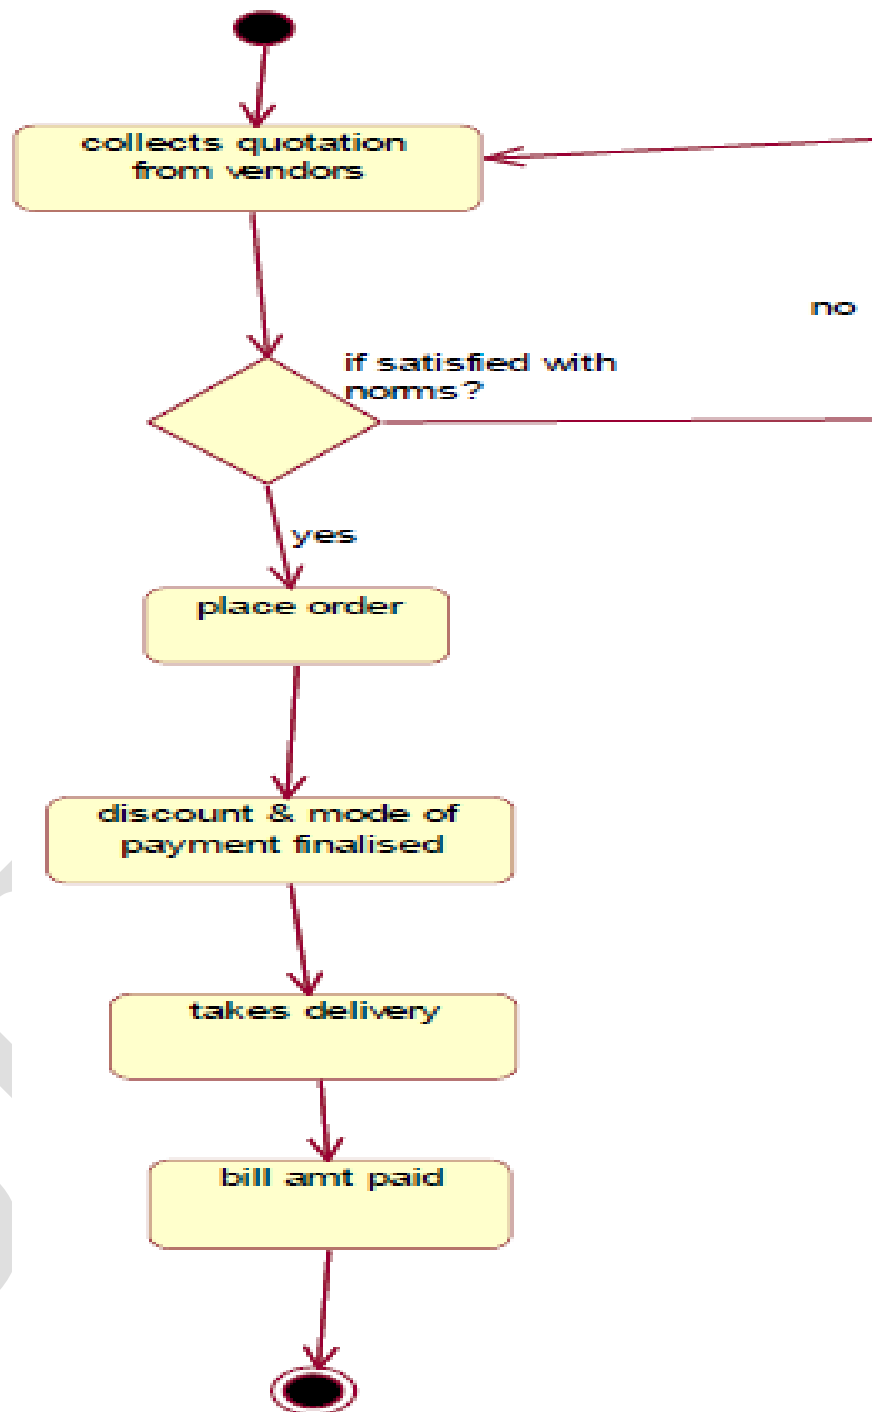 collects quotation
from vendors
no
if satisfied with
norms?
yes
place order
discount & mode of
payment finalised
takes delivery
bill amt paid